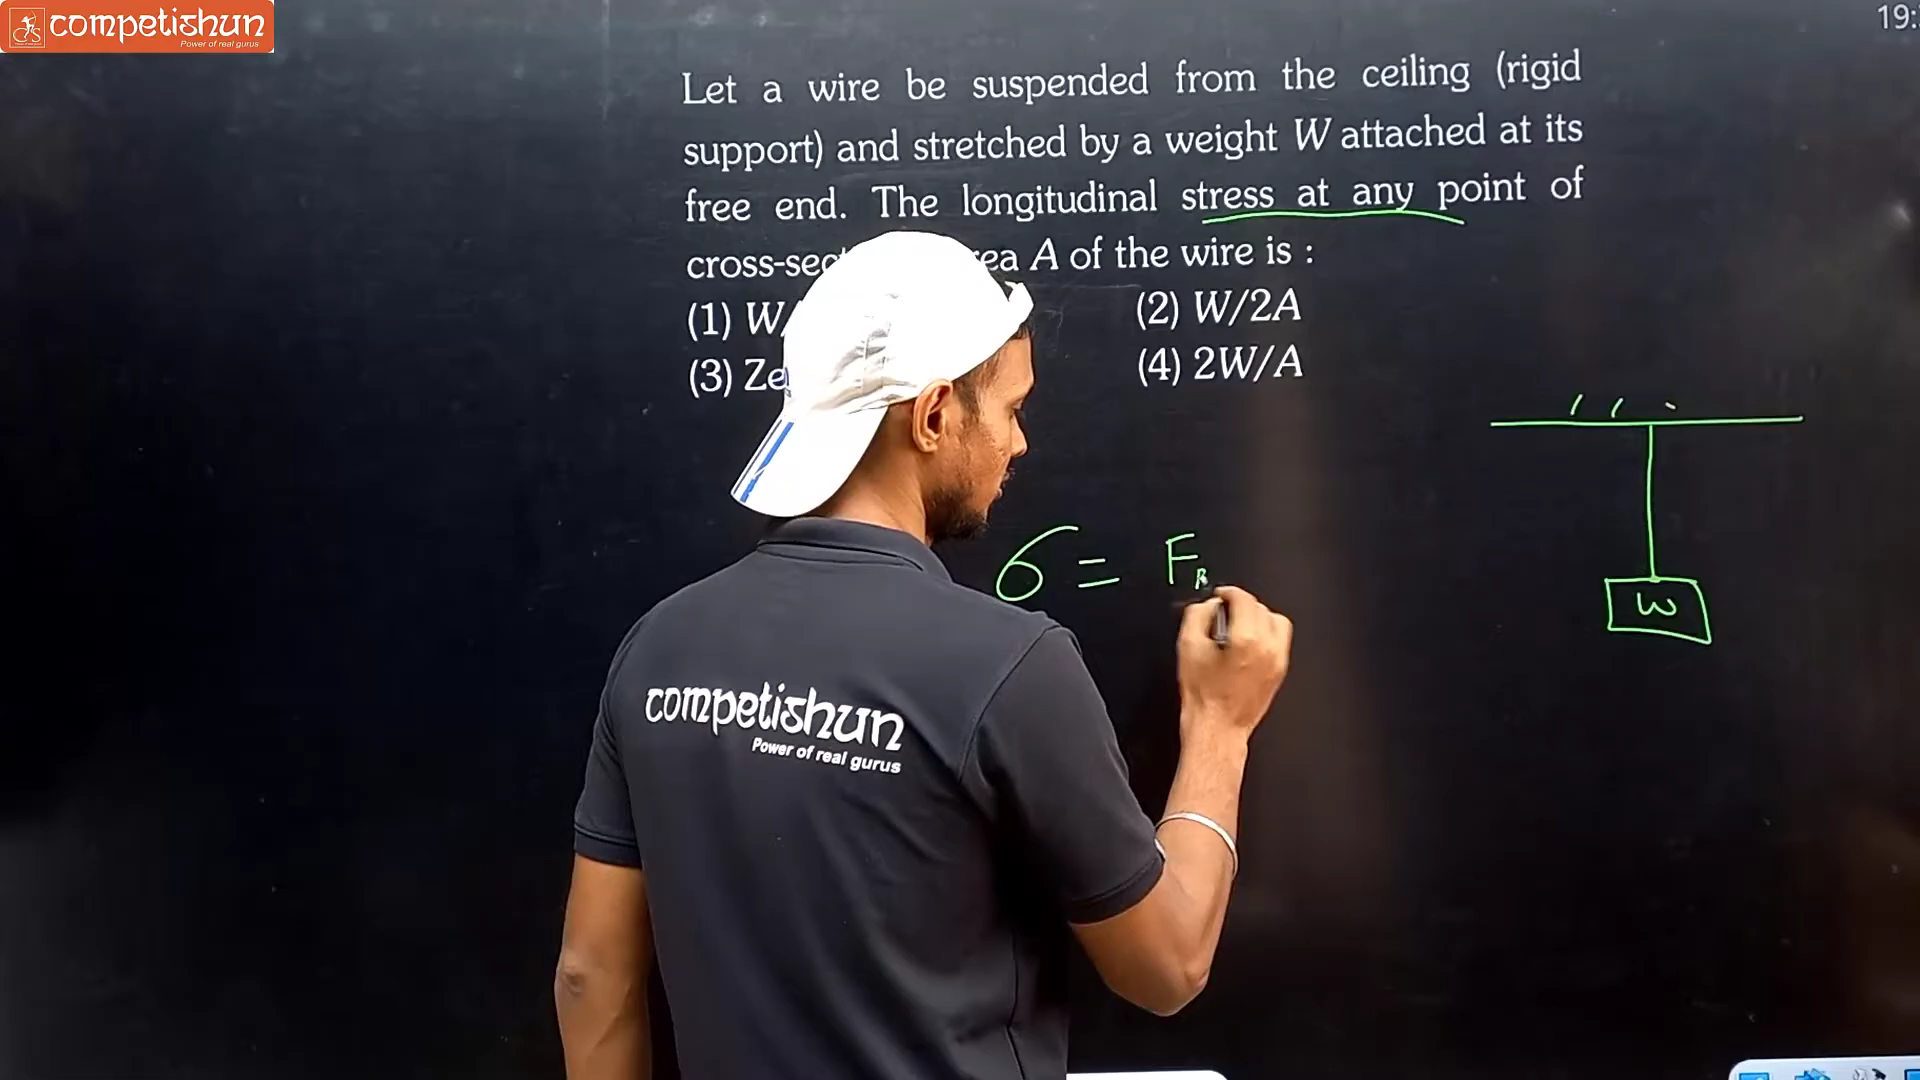 competishun
Power of real gurus
19:
Let a wire be suspended from the ceiling (rigid
support) and stretched by a weight W attached at its
free end. The longitudinal stress at any point of
cross-sec ea A of the wire is :
(1) W/ (2) W/2A
(3) Ze (4) 2W/A
σ = F_R
W
competishun
Power of real gurus